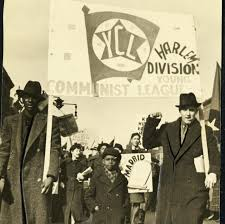 YCL
HARLEM
DIVISION
YOUNG
COMMUNIST LEAGUE
MADRID